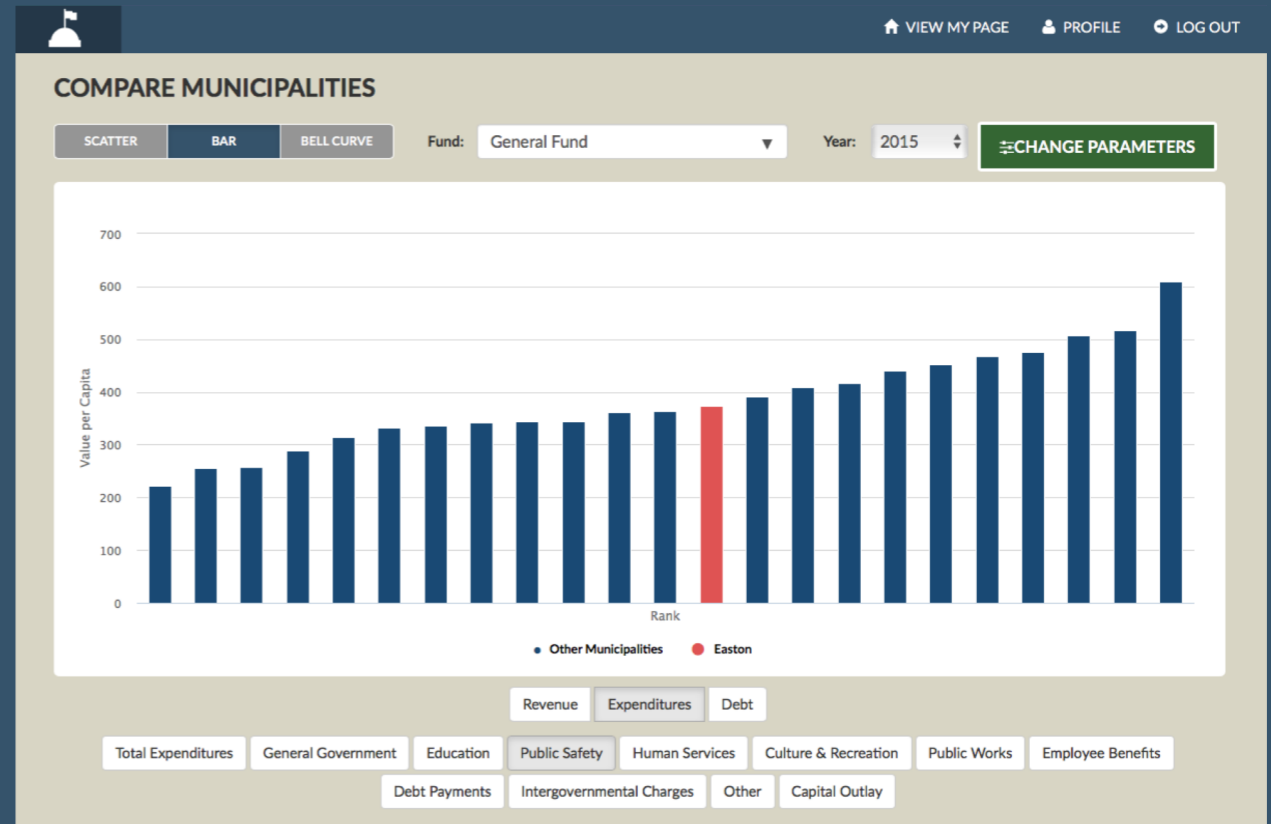 VIEW MY PAGE PROFILE LOG OUT
COMPARE MUNICIPALITIES
SCATTER BAR BELL CURVE Fund: General Fund Year: 2015 CHANGE PARAMETERS
700
600
500
400
300
200
100
0
Value per Capita
Rank
Other Municipalities Easton
Revenue Expenditures Debt
Total Expenditures General Government Education Public Safety Human Services Culture & Recreation Public Works Employee Benefits
Debt Payments Intergovernmental Charges Other Capital Outlay